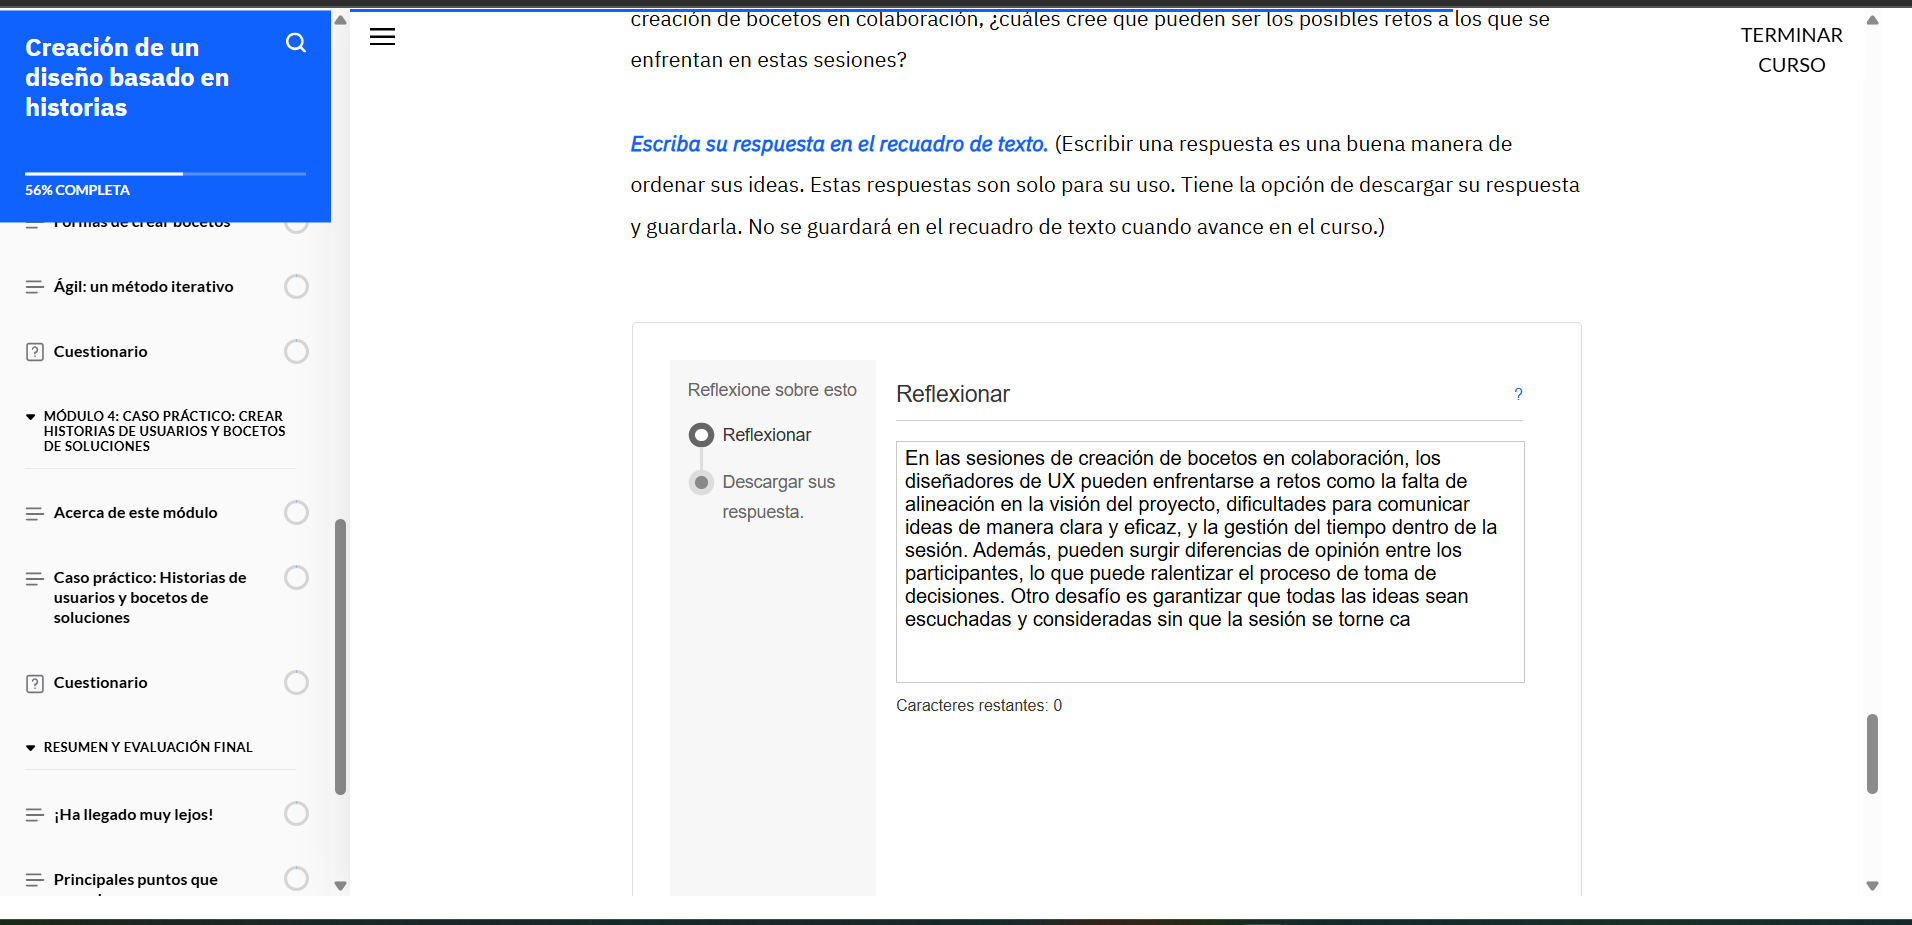 Creación de un
diseño basado en
historias
56% COMPLETA
Formas de crear bocetos
Ágil: un método iterativo
Cuestionario
MÓDULO 4: CASO PRÁCTICO: CREAR
HISTORIAS DE USUARIOS Y BOCETOS
DE SOLUCIONES
Acerca de este módulo
Caso práctico: Historias de
usuarios y bocetos de
soluciones
Cuestionario
RESUMEN Y EVALUACIÓN FINAL
¡Ha llegado muy lejos!
Principales puntos que
TERMINAR
CURSO
creación de bocetos en colaboración, ¿cuáles cree que pueden ser los posibles retos a los que se
enfrentan en estas sesiones?
Escriba su respuesta en el recuadro de texto. (Escribir una respuesta es una buena manera de
ordenar sus ideas. Estas respuestas son solo para su uso. Tiene la opción de descargar su respuesta
y guardarla. No se guardará en el recuadro de texto cuando avance en el curso.)
Reflexione sobre esto
Reflexionar
Descargar sus
respuesta.
Reflexionar
?
En las sesiones de creación de bocetos en colaboración, los
diseñadores de UX pueden enfrentarse a retos como la falta de
alineación en la visión del proyecto, dificultades para comunicar
ideas de manera clara y eficaz, y la gestión del tiempo dentro de la
sesión. Además, pueden surgir diferencias de opinión entre los
participantes, lo que puede ralentizar el proceso de toma de
decisiones. Otro desafío es garantizar que todas las ideas sean
escuchadas y consideradas sin que la sesión se torne ca
Caracteres restantes: 0